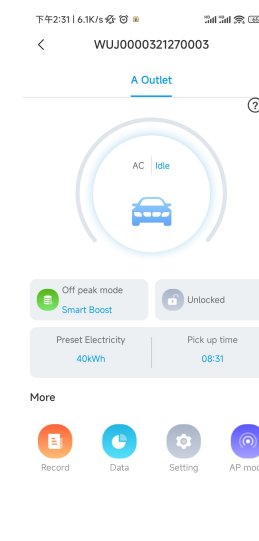 下午2:31 | 6.1K/s
WUJ0000321270003
A Outlet
?
AC | Idle
Off peak mode
Smart Boost
Unlocked
Preset Electricity
40kWh
Pick up time
08:31
More
Record
Data
Setting
AP mod